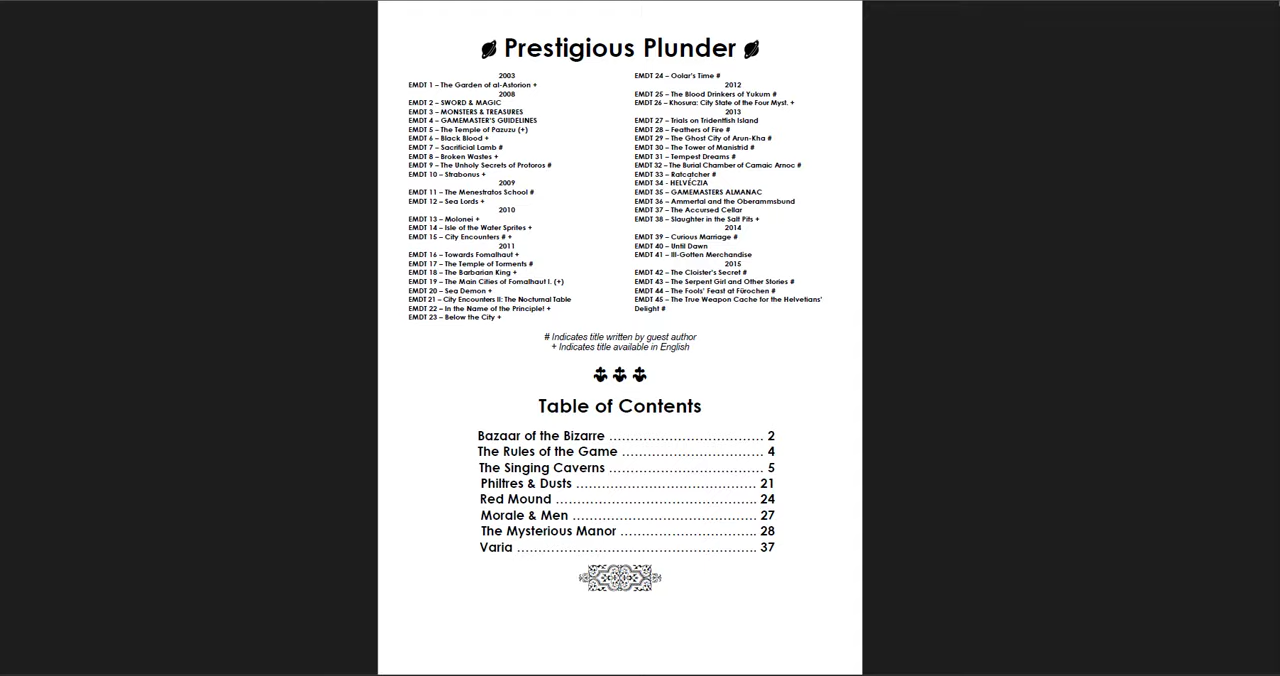 Prestigious Plunder
2003
EMDT 1 – The Garden of al-Astorion +
2008
EMDT 2 – SWORD & MAGIC
EMDT 3 – MONSTERS & TREASURES
EMDT 4 – GAMEMASTER'S GUIDELINES
EMDT 5 – The Temple of Pazuzu (+)
EMDT 6 – Black Blood +
EMDT 7 – Sacrificial Lamb #
EMDT 8 – Broken Wastes +
EMDT 9 – The Unholy Secrets of Protoros #
EMDT 10 – Strabonus +
2009
EMDT 11 – The Menestratos School #
EMDT 12 – Sea Lords +
2010
EMDT 13 – Molonei +
EMDT 14 – Isle of the Water Sprites +
EMDT 15 – City Encounters # +
2011
EMDT 16 – Towards Fomalhaut +
EMDT 17 – The Temple of Torments #
EMDT 18 – The Barbarian King +
EMDT 19 – The Main Cities of Fomalhaut I. (+)
EMDT 20 – Sea Demon +
EMDT 21 – City Encounters II: The Nocturnal Table
EMDT 22 – In the Name of the Principle! +
EMDT 23 – Below the City +
EMDT 24 – Oolar's Time #
2012
EMDT 25 – The Blood Drinkers of Yukum #
EMDT 26 – Khosura: City State of the Four Myst. +
2013
EMDT 27 – Trials on Tridentfish Island
EMDT 28 – Feathers of Fire #
EMDT 29 – The Ghost City of Arun-Kha #
EMDT 30 – The Tower of Manistrid #
EMDT 31 – Tempest Dreams #
EMDT 32 – The Burial Chamber of Camaic Arnoc #
EMDT 33 – Ratcatcher #
EMDT 34 - HELVÉCZIA
EMDT 35 – GAMEMASTERS ALMANAC
EMDT 36 – Ammertal and the Oberammsbund
EMDT 37 – The Accursed Cellar
EMDT 38 – Slaughter in the Salt Pits +
2014
EMDT 39 – Curious Marriage #
EMDT 40 – Until Dawn
EMDT 41 – Ill-Gotten Merchandise
2015
EMDT 42 – The Cloister's Secret #
EMDT 43 – The Serpent Girl and Other Stories #
EMDT 44 – The Fools' Feast at Fürochen #
EMDT 45 – The True Weapon Cache for the Helvetians'
Delight #
# Indicates title written by guest author
+ Indicates title available in English
Table of Contents
Bazaar of the Bizarre ………………………………… 2
The Rules of the Game …………………………… 4
The Singing Caverns ……………………………… 5
Philtres & Dusts …………………………………… 21
Red Mound ……………………………………….. 24
Morale & Men …………………………………… 27
The Mysterious Manor ………………………….. 28
Varia ……………………………………………….. 37